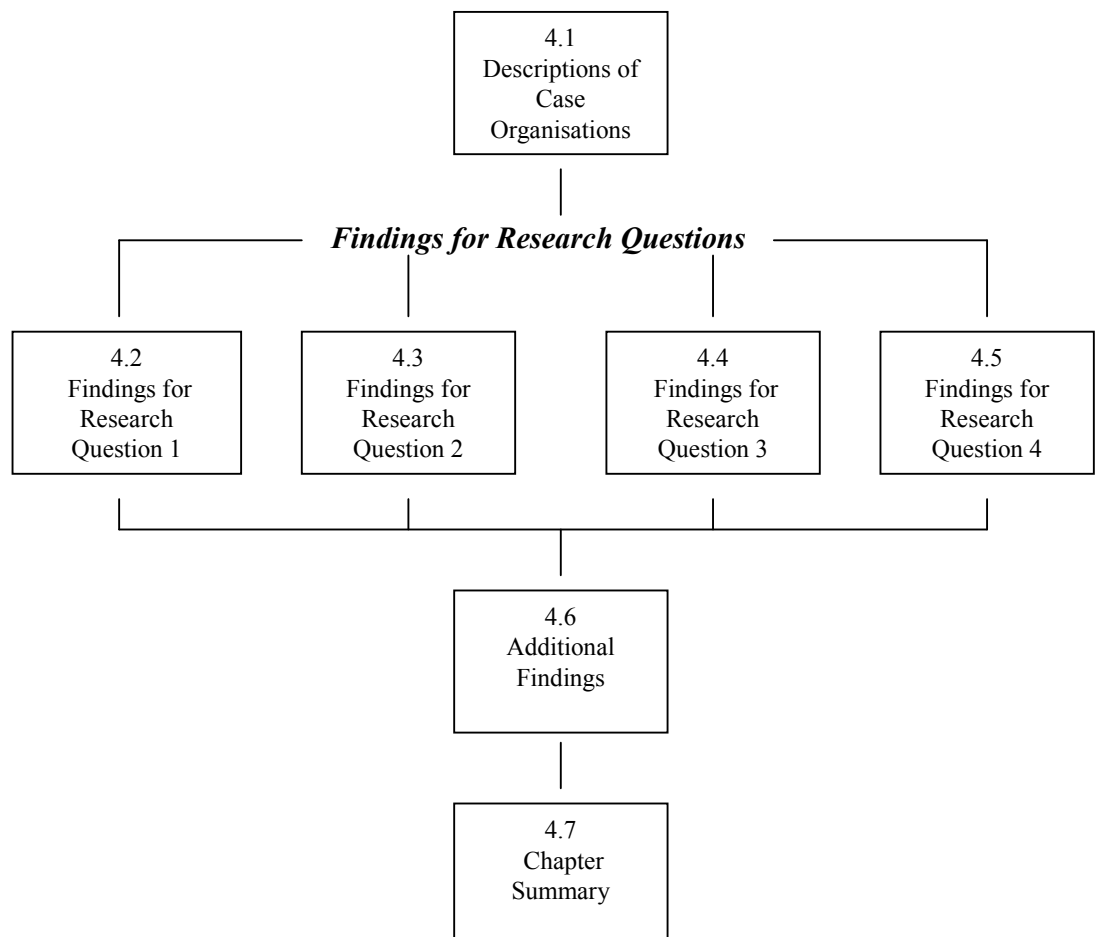 4.1
Descriptions of
Case
Organisations
Findings for Research Questions
4.2
Findings for
Research
Question 1
4.3
Findings for
Research
Question 2
4.4
Findings for
Research
Question 3
4.5
Findings for
Research
Question 4
4.6
Additional
Findings
4.7
Chapter
Summary